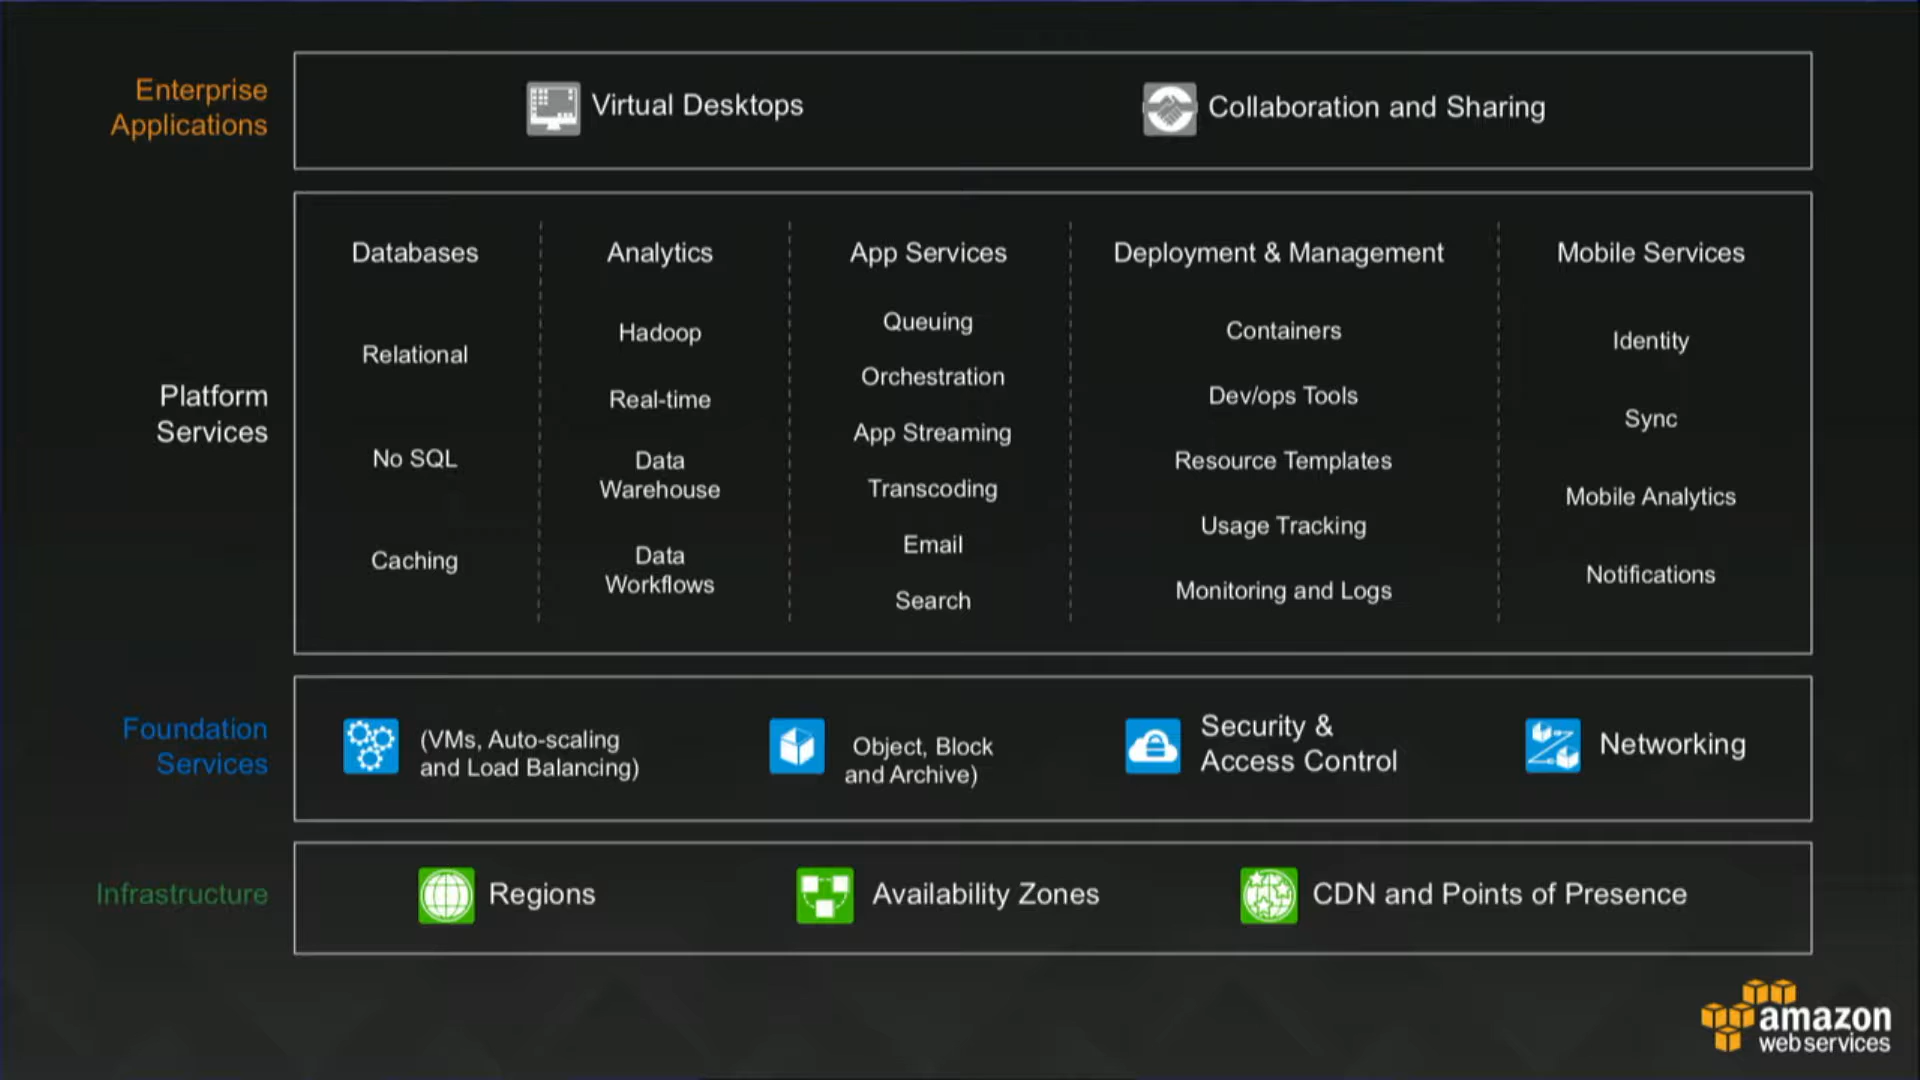 Enterprise
Applications
Virtual Desktops
Collaboration and Sharing
Platform
Services
Databases
Relational
No SQL
Caching
Analytics
Hadoop
Real-time
Data
Warehouse
Data
Workflows
App Services
Queuing
Orchestration
App Streaming
Transcoding
Email
Search
Deployment & Management
Containers
Dev/ops Tools
Resource Templates
Usage Tracking
Monitoring and Logs
Mobile Services
Identity
Sync
Mobile Analytics
Notifications
Foundation
Services
(VMs, Auto-scaling
and Load Balancing)
Object, Block
and Archive)
Security &
Access Control
Networking
Infrastructure
Regions
Availability Zones
CDN and Points of Presence
amazon
web services